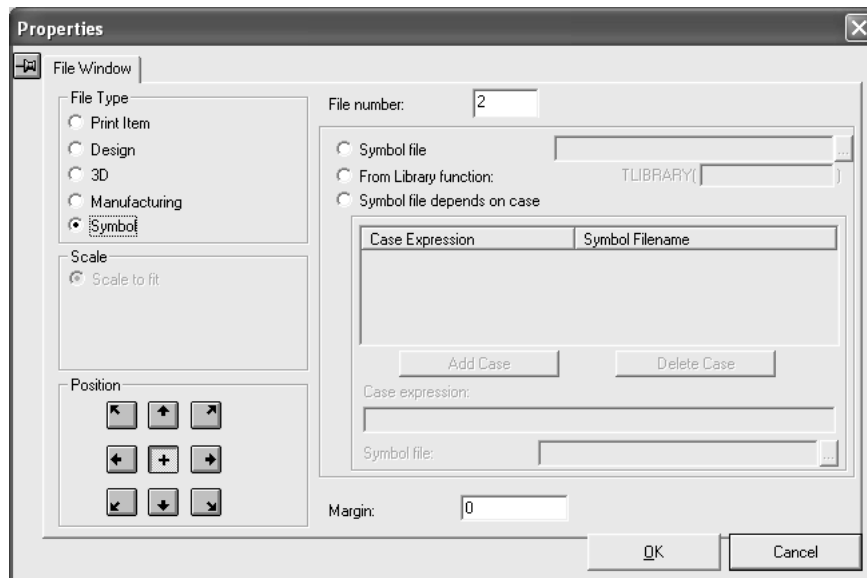 Properties
File Window
File Type
Print Item
Design
3D
Manufacturing
Symbol
Scale
Scale to fit
Position
File number: 2
Symbol file ...
From Library function: TLIBRARY( )
Symbol file depends on case
Case Expression Symbol Filename
Add Case Delete Case
Case expression:
Symbol file: ...
Margin: 0
OK Cancel